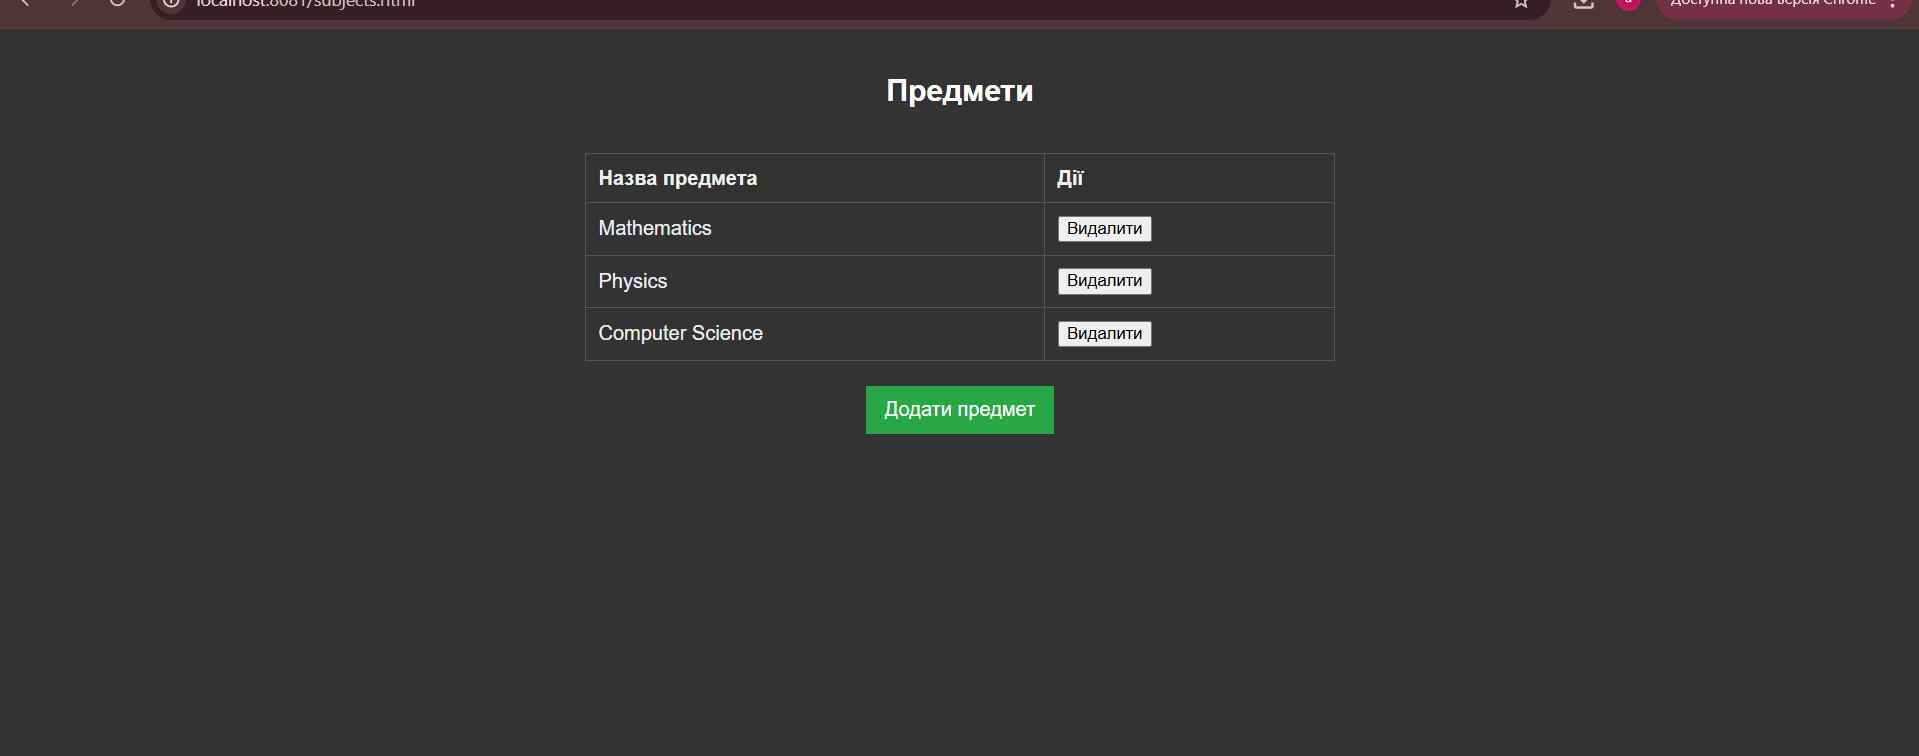 localhost:8081/subjects.html
Доступна нова версія Chrome
Предмети
Назва предмета
Дії
Mathematics
Видалити
Physics
Видалити
Computer Science
Видалити
Додати предмет